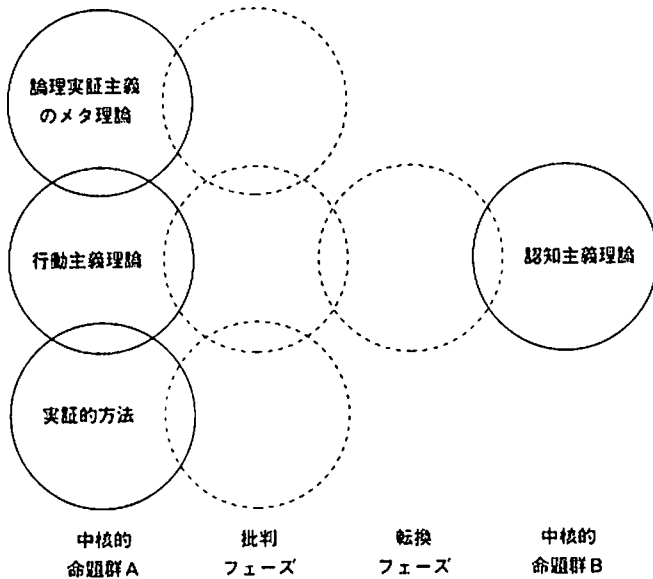 論理実証主義
のメタ理論
行動主義理論
認知主義理論
実証的方法
中核的
命題群A
批判
フェーズ
転換
フェーズ
中核的
命題群B